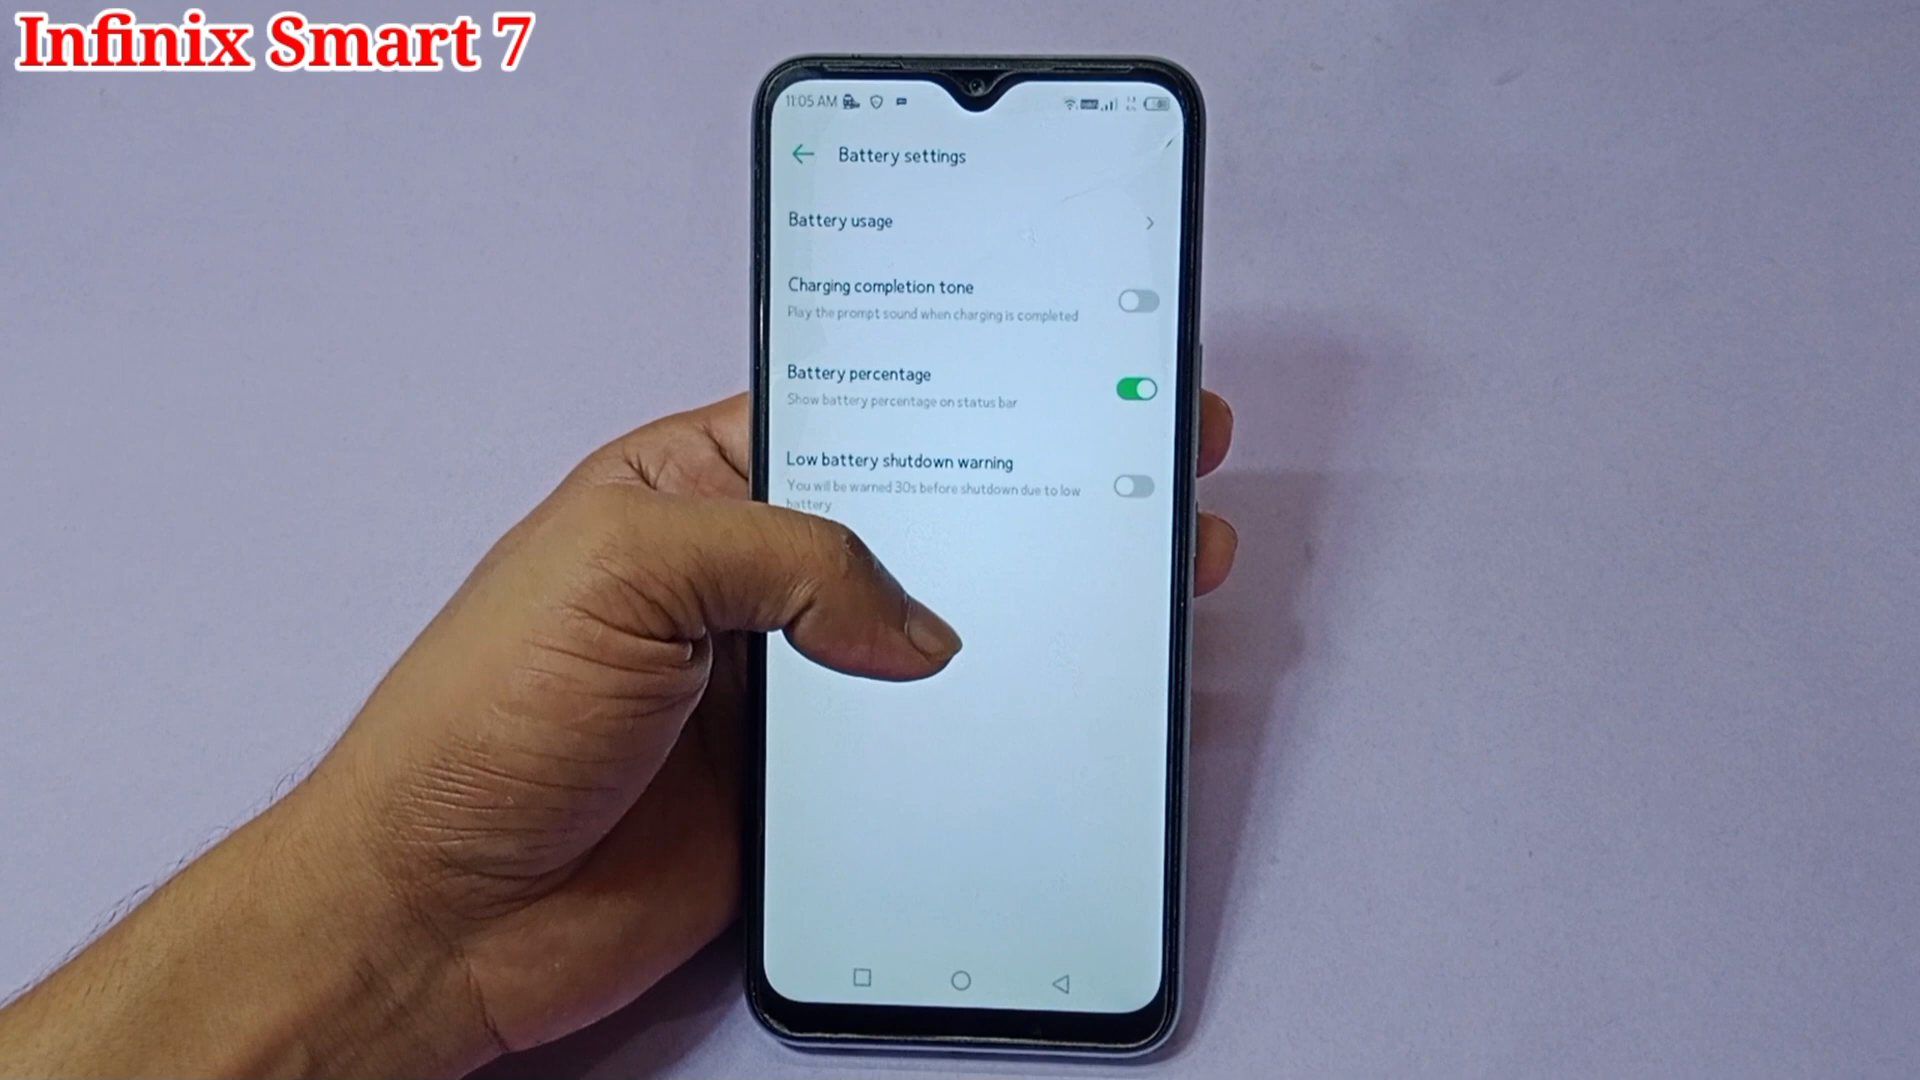 Infinix Smart 7
11:05 AM
Battery settings
Battery usage
Charging completion tone
Play the prompt sound when charging is completed
Battery percentage
Show battery percentage on status bar
Low battery shutdown warning
You will be warned 30s before shutdown due to low
battery